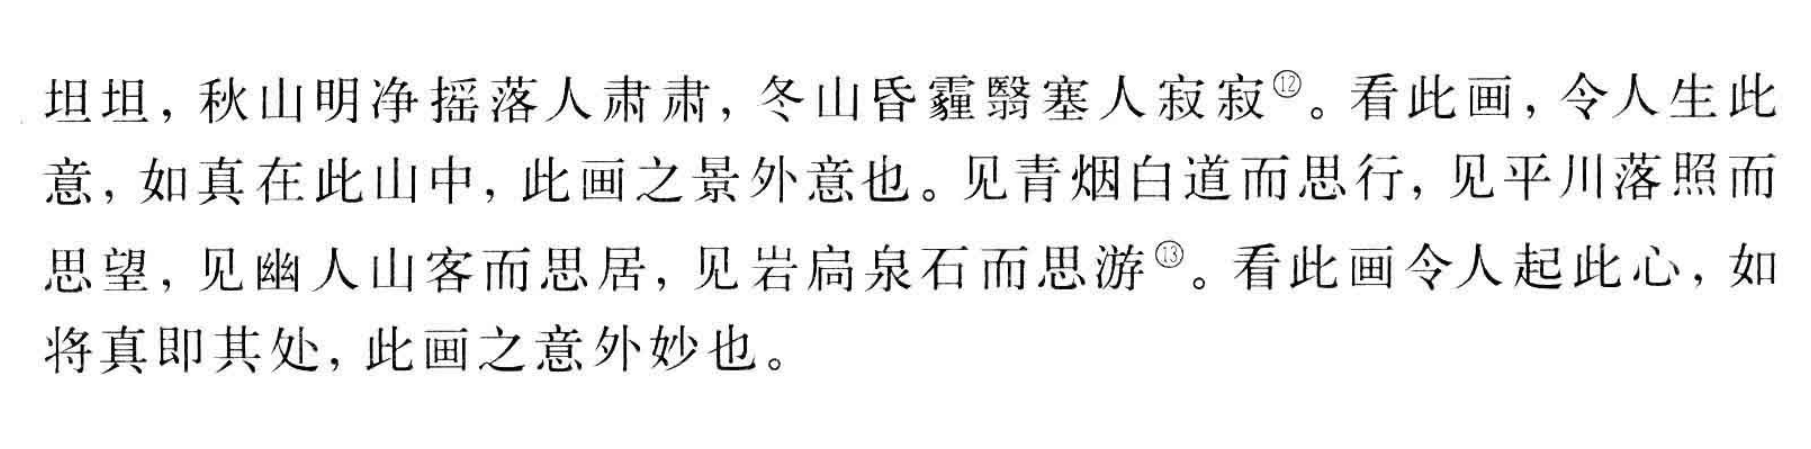 坦坦，秋山明净摇落人肃肃，冬山昏霾翳塞人寂寂⑫。看此画，令人生此
意，如真在此山中，此画之景外意也。见青烟白道而思行，见平川落照而
思望，见幽人山客而思居，见岩扃泉石而思游⑬。看此画令人起此心，如
将真即其处，此画之意外妙也。